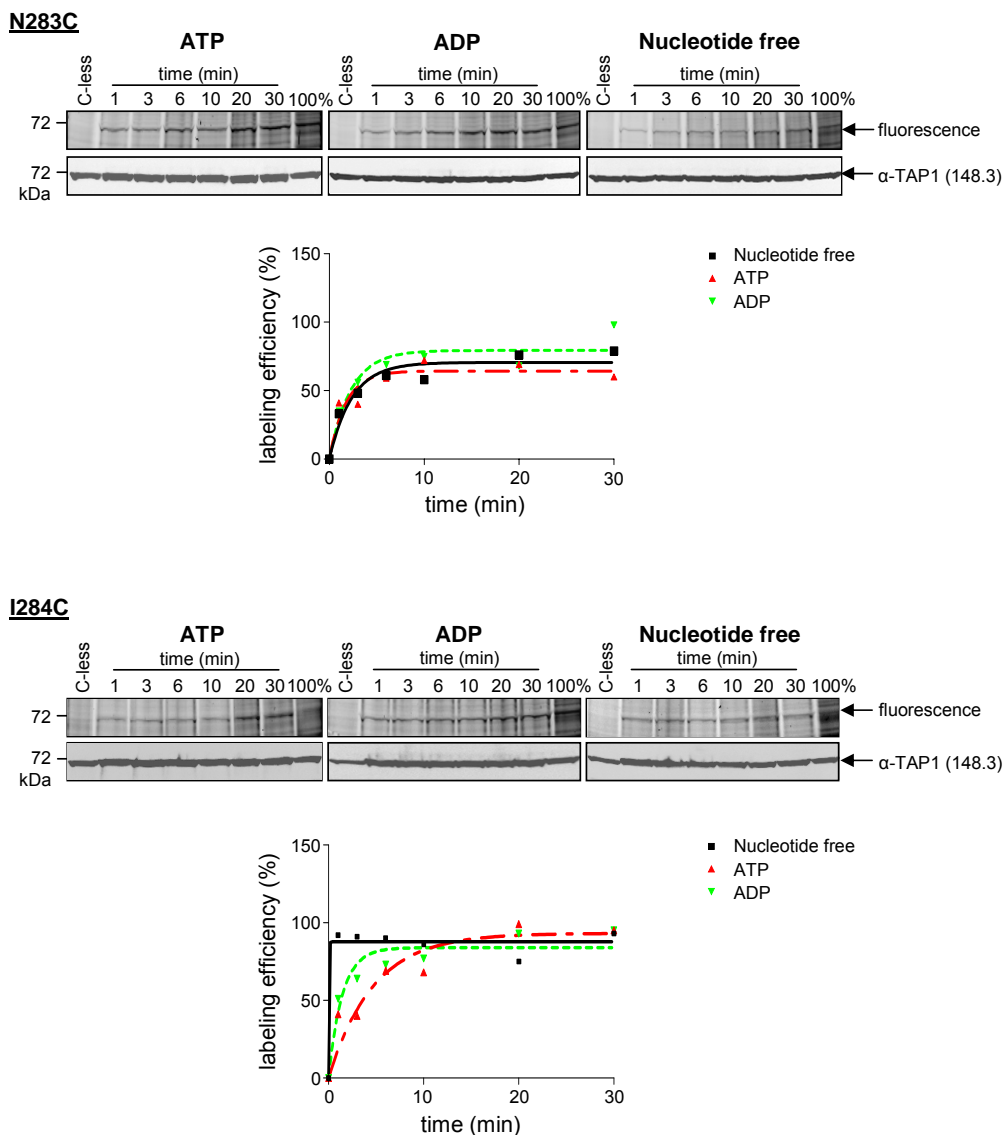 N283C
ATP ADP Nucleotide free
C-less time (min) C-less time (min) C-less time (min)
1 3 6 10 20 30 100% 1 3 6 10 20 30 100% 1 3 6 10 20 30 100%
72 fluorescence
72 α-TAP1 (148.3)
kDa
150
100
50
0
labeling efficiency (%)
0 10 20 30
time (min)
Nucleotide free
ATP
ADP
I284C
ATP ADP Nucleotide free
C-less time (min) C-less time (min) C-less time (min)
1 3 6 10 20 30 100% 1 3 6 10 20 30 100% 1 3 6 10 20 30 100%
72 fluorescence
72 α-TAP1 (148.3)
kDa
150
100
50
0
labeling efficiency (%)
0 10 20 30
time (min)
Nucleotide free
ATP
ADP